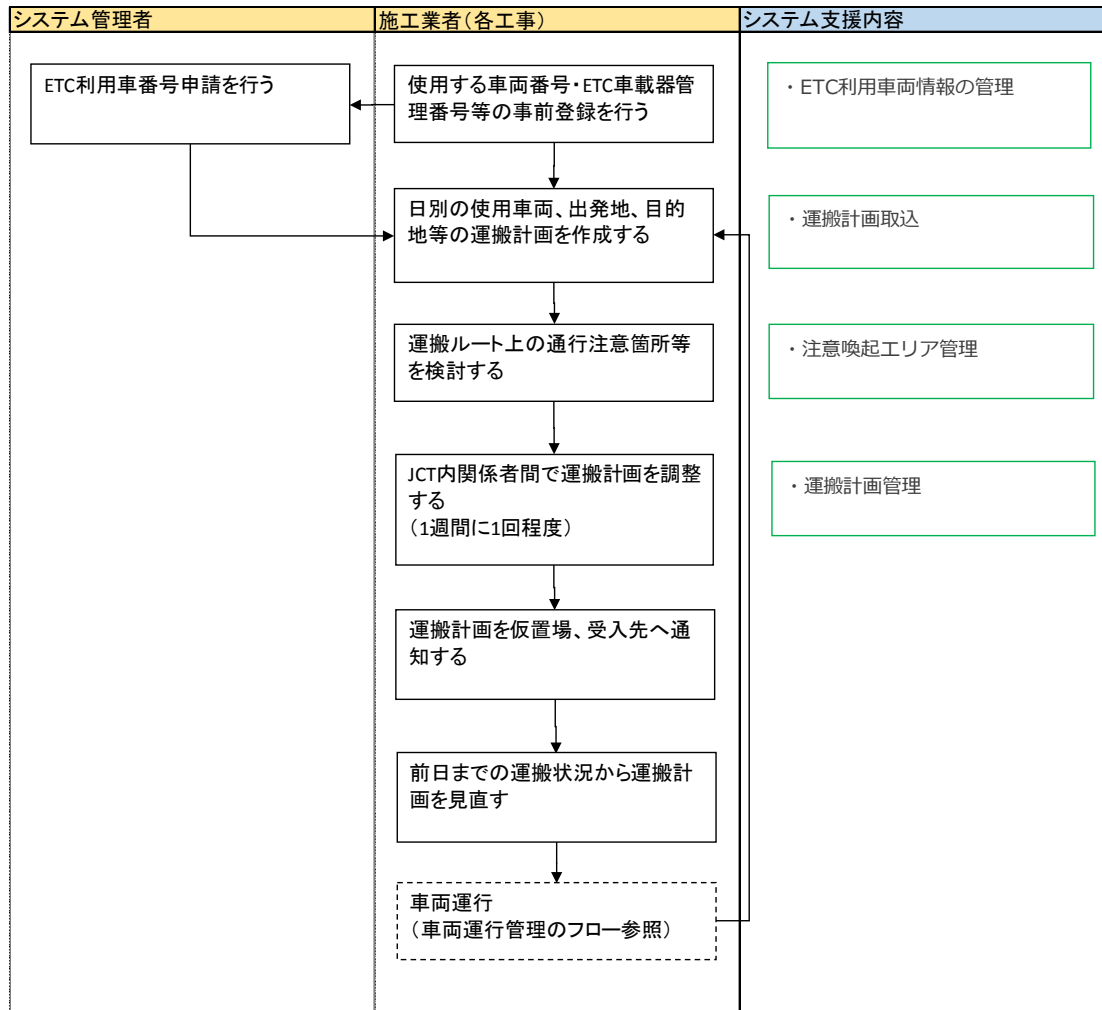 システム管理者
施工業者(各工事)
システム支援内容
ETC利用車番号申請を行う
使用する車両番号・ETC車載器管
理番号等の事前登録を行う
・ETC利用車両情報の管理
日別の使用車両、出発地、目的
地等の運搬計画を作成する
・運搬計画取込
運搬ルート上の通行注意箇所等
を検討する
・注意喚起エリア管理
JCT内関係者間で運搬計画を調整
する
(1週間に1回程度)
・運搬計画管理
運搬計画を仮置場、受入先へ通
知する
前日までの運搬状況から運搬計
画を見直す
車両運行
(車両運行管理のフロー参照)